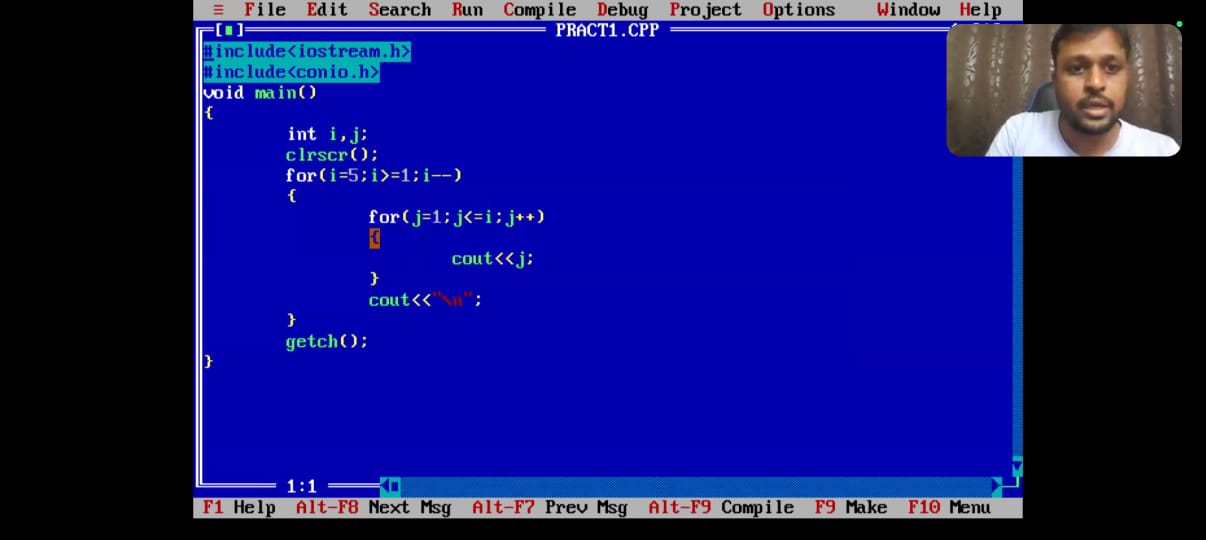 ≡ File Edit Search Run Compile Debug Project Options Window Help
PRACT1.CPP
#include<iostream.h>
#include<conio.h>
void main()
{
int i,j;
clrscr();
for(i=5;i>=1;i--)
{
for(j=1;j<=i;j++)
{
cout<<j;
}
cout<<"\n";
}
getch();
}
1:1
F1 Help Alt-F8 Next Msg Alt-F7 Prev Msg Alt-F9 Compile F9 Make F10 Menu